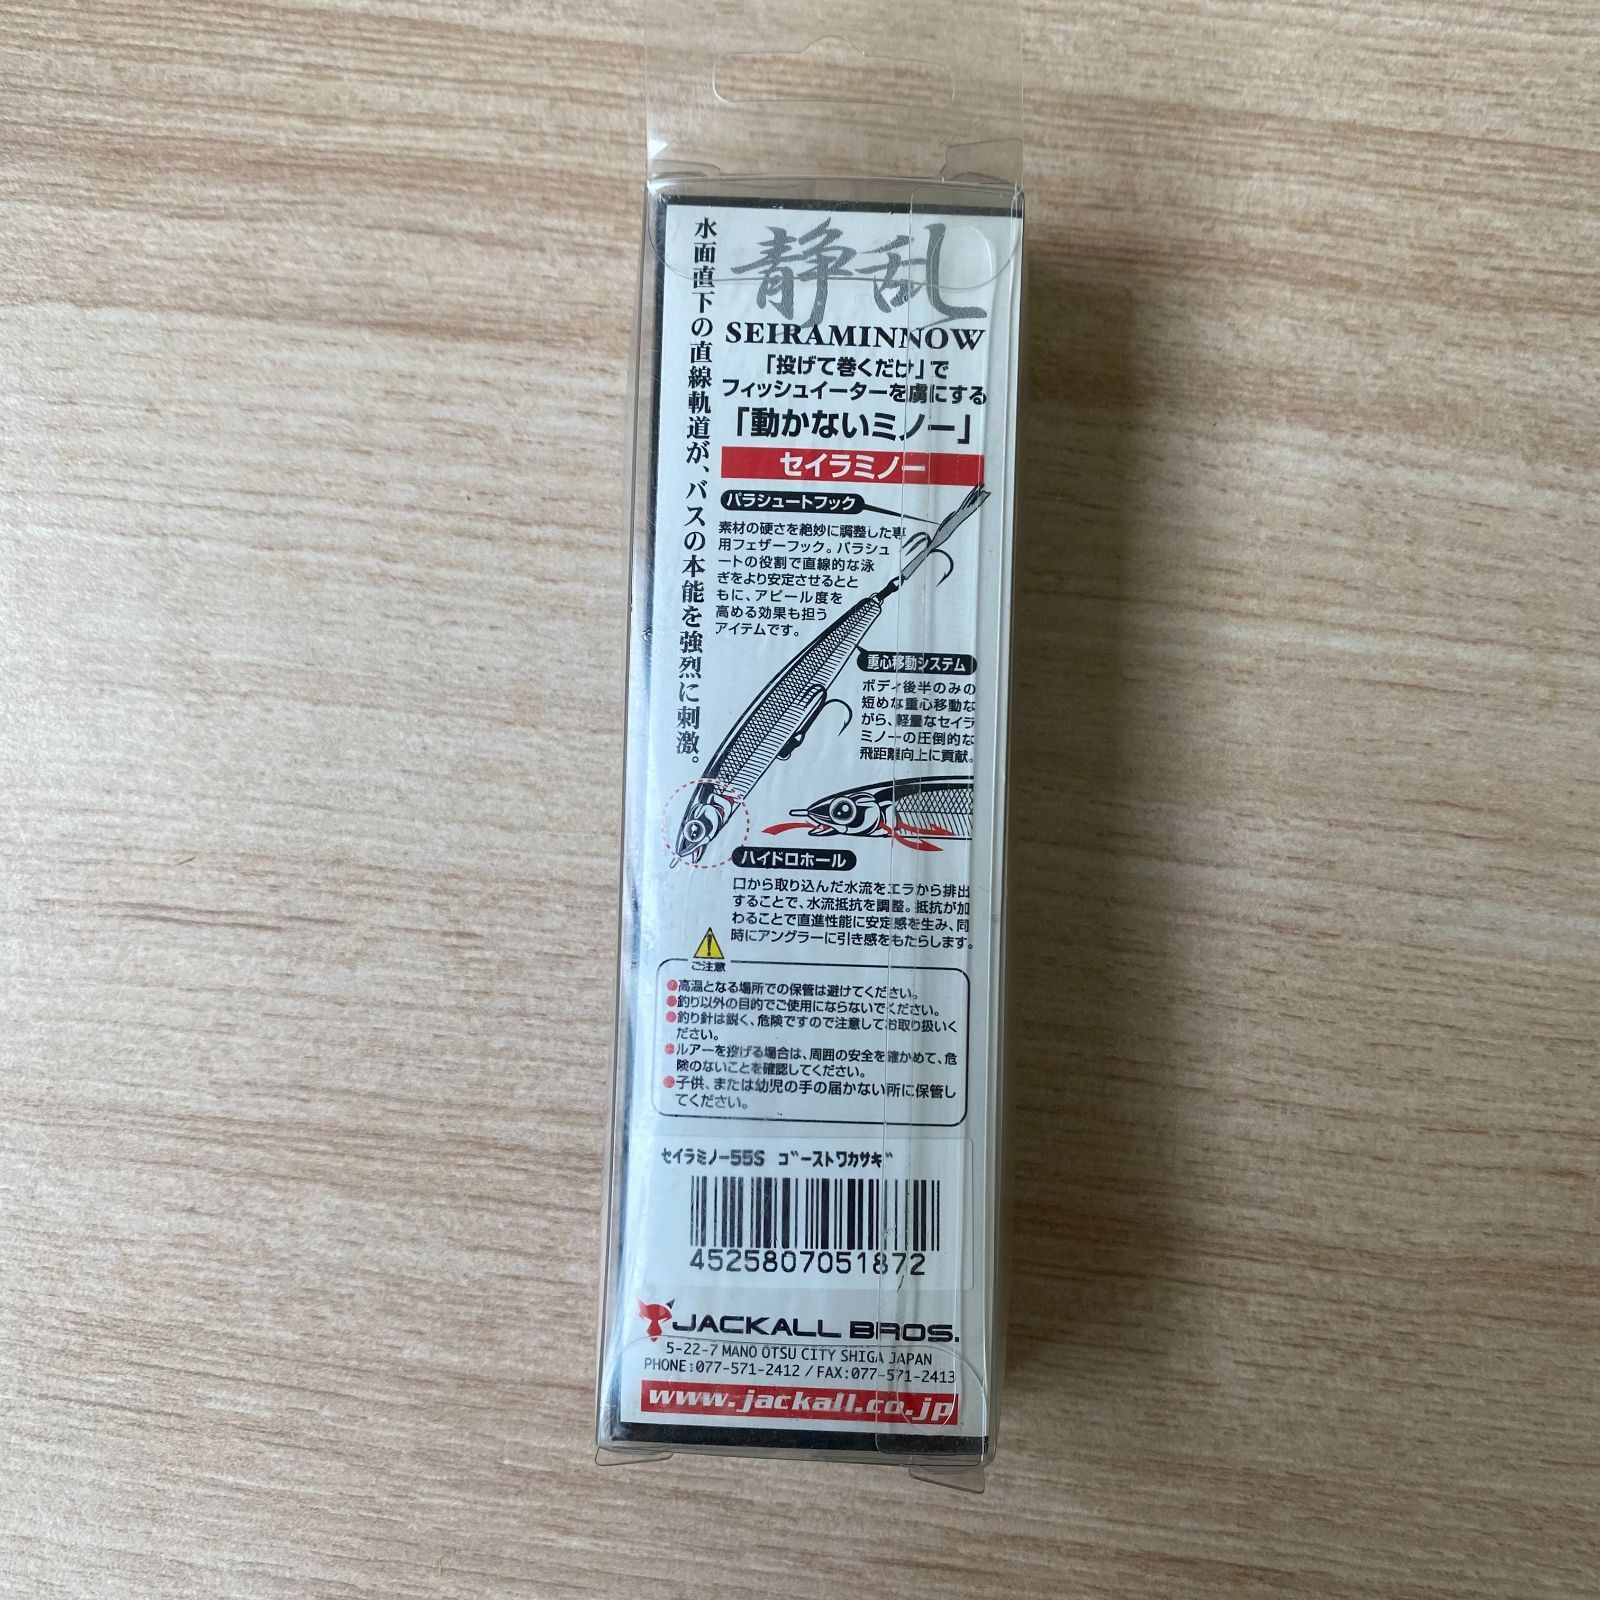 水面直下の直線軌道が、バスの本能を強烈に刺激。
静乱
SEIRAMINNOW
「投げて巻くだけ」で
フィッシュイーターを虜にする
「動かないミノー」
セイラミノー
パラシュートフック
素材の硬さを絶妙に調整した専
用フェザーフック。パラシュ
ートの役割で直線的な泳
ぎをより安定させるとと
もに、アピール度を
高める効果も担う
アイテムです。
重心移動システム
ボディ後半のみの
短めな重心移動な
がら、軽量なセイラ
ミノーの圧倒的な
飛距離向上に貢献。
ハイドロホール
口から取り込んだ水流をエラから排出
することで、水流抵抗を調整。抵抗が加
わることで直進性能に安定感を生み、同
時にアングラーに引き感をもたらします。
ご注意
●高温となる場所での保管は避けてください。
●釣り以外の目的でご使用にならないでください。
●釣り針は鋭く、危険ですので注意してお取り扱いく
ださい。
●ルアーを投げる場合は、周囲の安全を確かめて、危
険のないことを確認してください。
●子供、または幼児の手の届かない所に保管し
てください。
セイラミノー55S ゴーストワカサギ
4525807051872
JACKALL BROS.
5-22-7 MANO OTSU CITY SHIGA JAPAN
PHONE:077-571-2412 / FAX:077-571-2413
www.jackall.co.jp